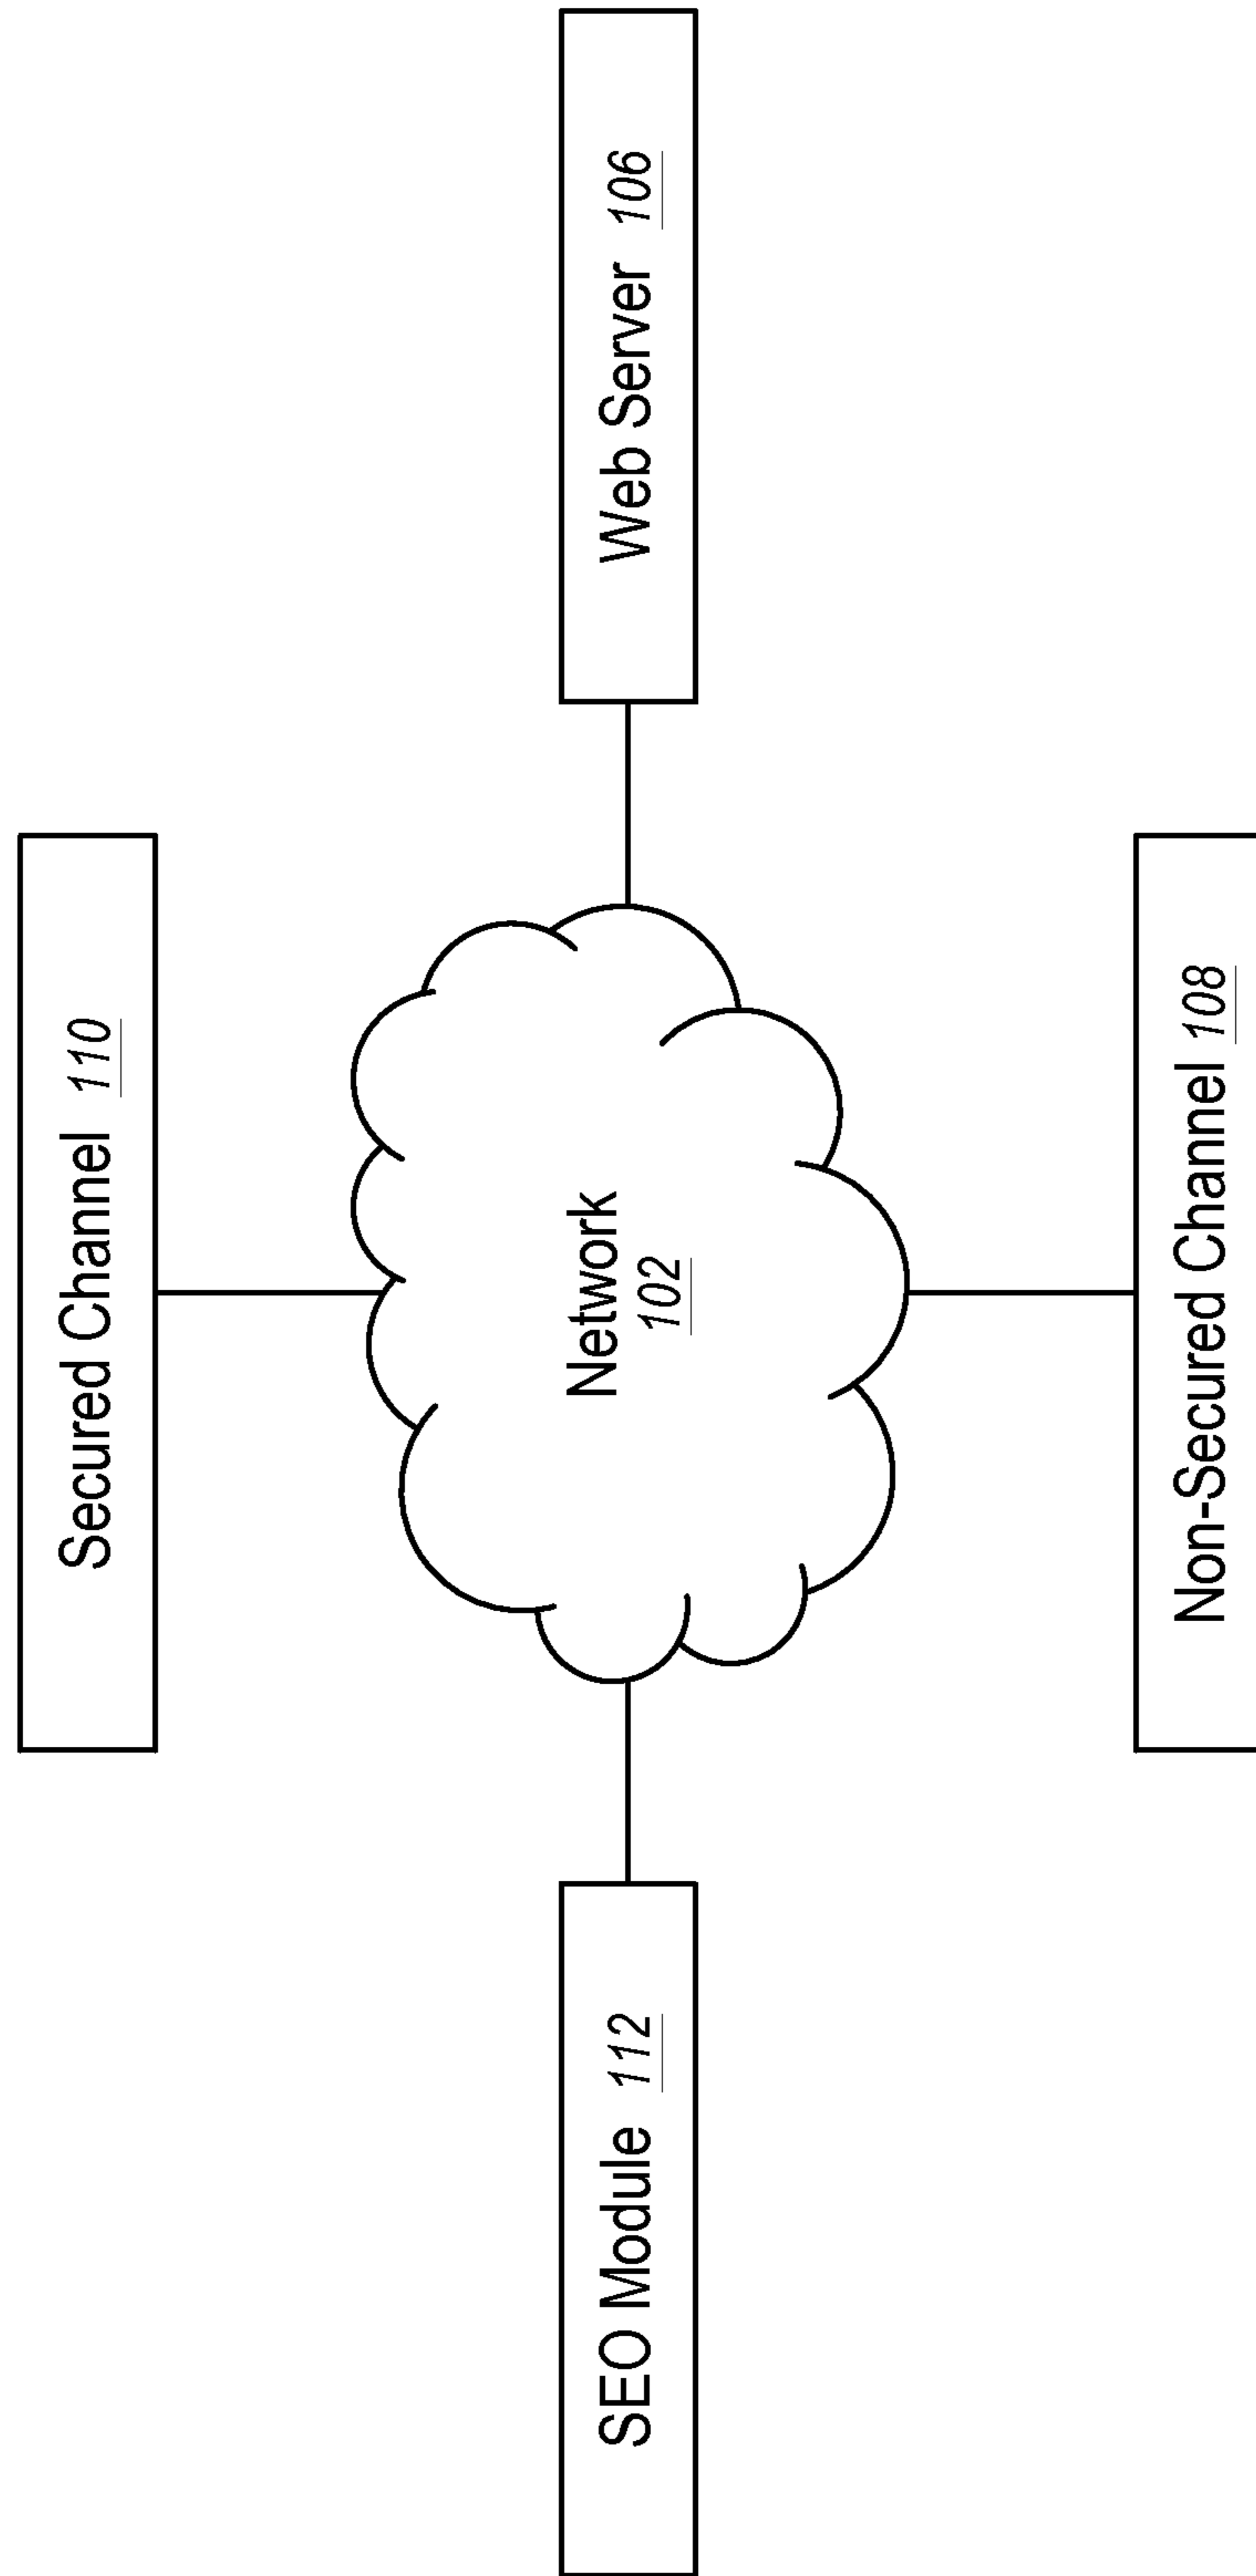 Secured Channel 110
SEO Module 112
Network
102
Web Server 106
Non-Secured Channel 108